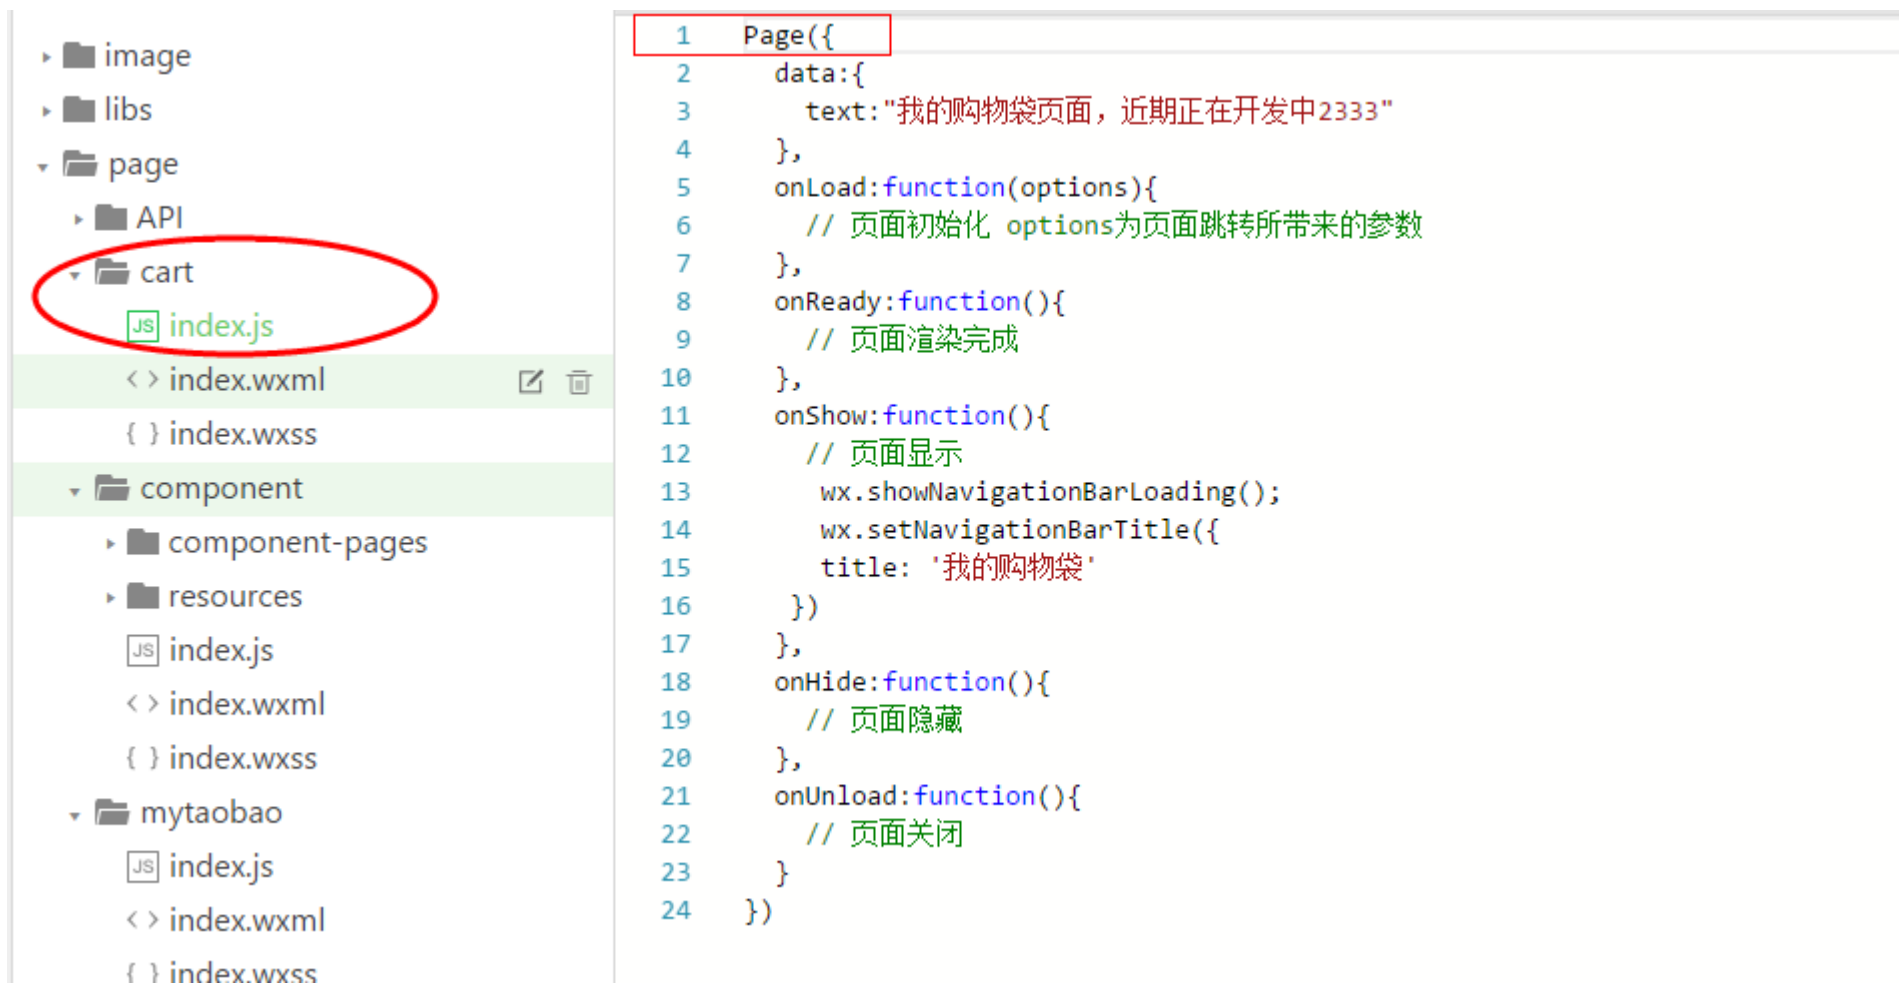 image
libs
page
API
cart
JS index.js
< > index.wxml
{ } index.wxss
component
component-pages
resources
JS index.js
< > index.wxml
{ } index.wxss
mytaobao
JS index.js
< > index.wxml
{ } index.wxss
1 Page({
2 data:{
3 text:"我的购物袋页面，近期正在开发中2333"
4 },
5 onLoad:function(options){
6 // 页面初始化 options为页面跳转所带来的参数
7 },
8 onReady:function(){
9 // 页面渲染完成
10 },
11 onShow:function(){
12 // 页面显示
13 wx.showNavigationBarLoading();
14 wx.setNavigationBarTitle({
15 title: '我的购物袋'
16 })
17 },
18 onHide:function(){
19 // 页面隐藏
20 },
21 onUnload:function(){
22 // 页面关闭
23 }
24 })